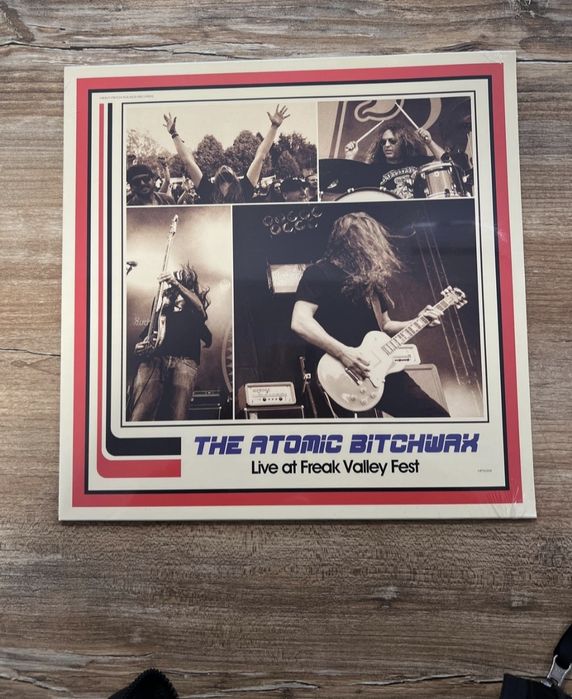 THE ATOMIC BITCHWAX
Live at Freak Valley Fest